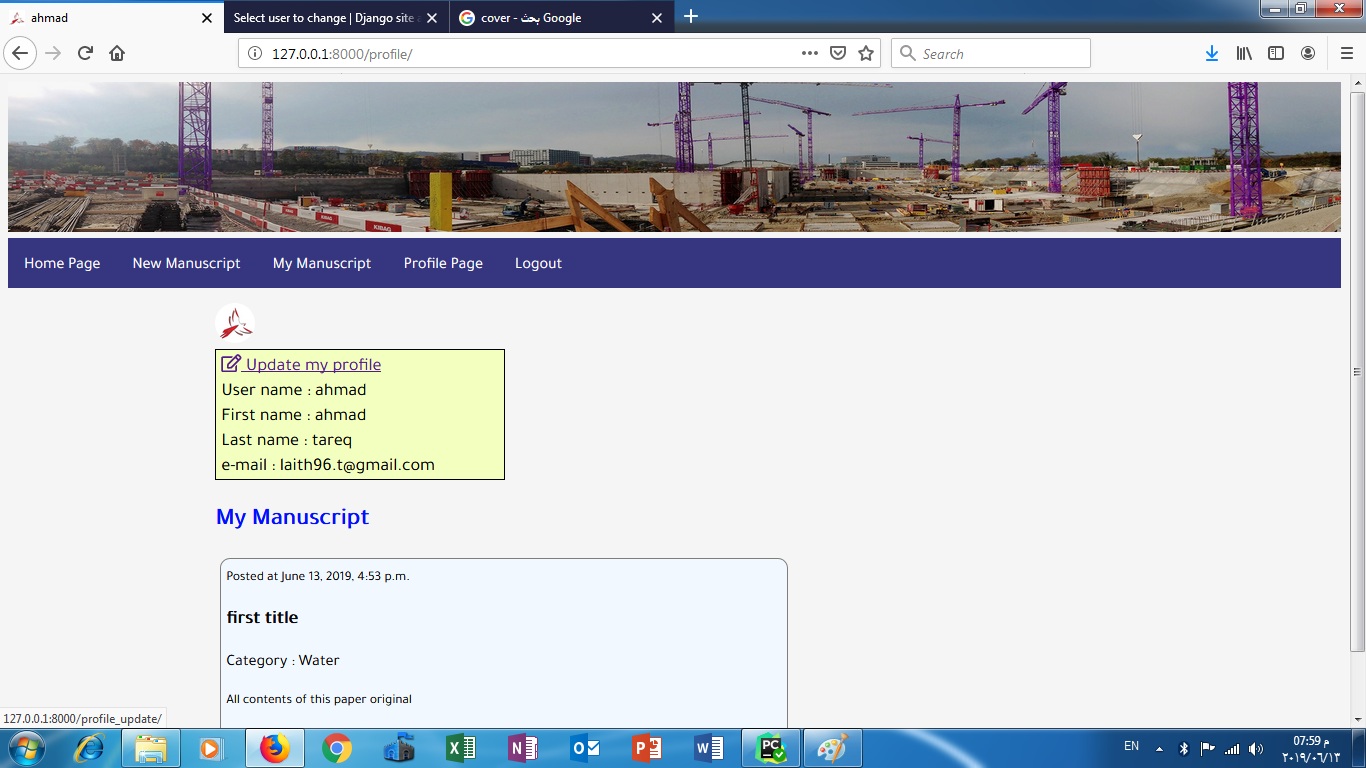 ahmad
Select user to change | Django site a
cover - بحث Google
127.0.0.1:8000/profile/
Search
KIBAG
KIBAG
Home Page
New Manuscript
My Manuscript
Profile Page
Logout
Update my profile
User name : ahmad
First name : ahmad
Last name : tareq
e-mail : laith96.t@gmail.com
My Manuscript
Posted at June 13, 2019, 4:53 p.m.
first title
Category : Water
All contents of this paper original
127.0.0.1:8000/profile_update/
PC
EN
07:59 م
٢٠١٩/٠٦/١٣